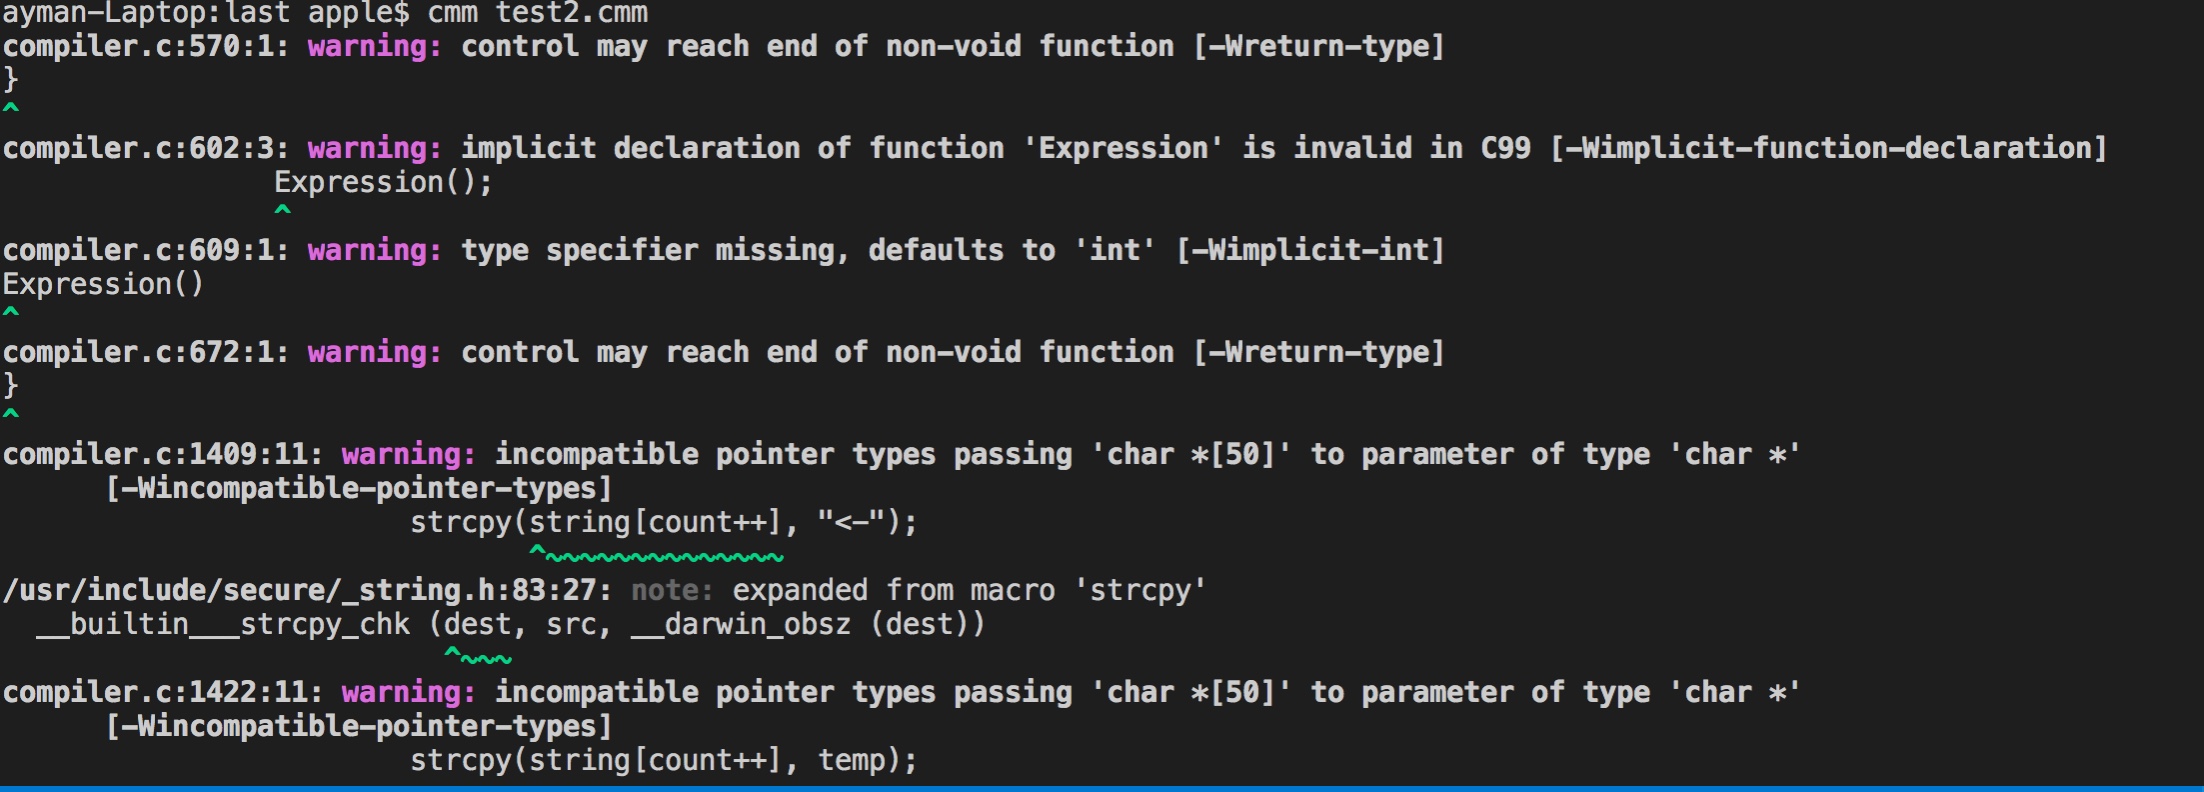 ayman-Laptop:last apple$ cmm test2.cmm
compiler.c:570:1: warning: control may reach end of non-void function [-Wreturn-type]
}
^
compiler.c:602:3: warning: implicit declaration of function 'Expression' is invalid in C99 [-Wimplicit-function-declaration]
                Expression();
                ^
compiler.c:609:1: warning: type specifier missing, defaults to 'int' [-Wimplicit-int]
Expression()
^
compiler.c:672:1: warning: control may reach end of non-void function [-Wreturn-type]
}
^
compiler.c:1409:11: warning: incompatible pointer types passing 'char *[50]' to parameter of type 'char *'
      [-Wincompatible-pointer-types]
                        strcpy(string[count++], "<-");
                               ^~~~~~~~~~~~~~~
/usr/include/secure/_string.h:83:27: note: expanded from macro 'strcpy'
  __builtin___strcpy_chk (dest, src, __darwin_obsz (dest))
                          ^~~~
compiler.c:1422:11: warning: incompatible pointer types passing 'char *[50]' to parameter of type 'char *'
      [-Wincompatible-pointer-types]
                        strcpy(string[count++], temp);